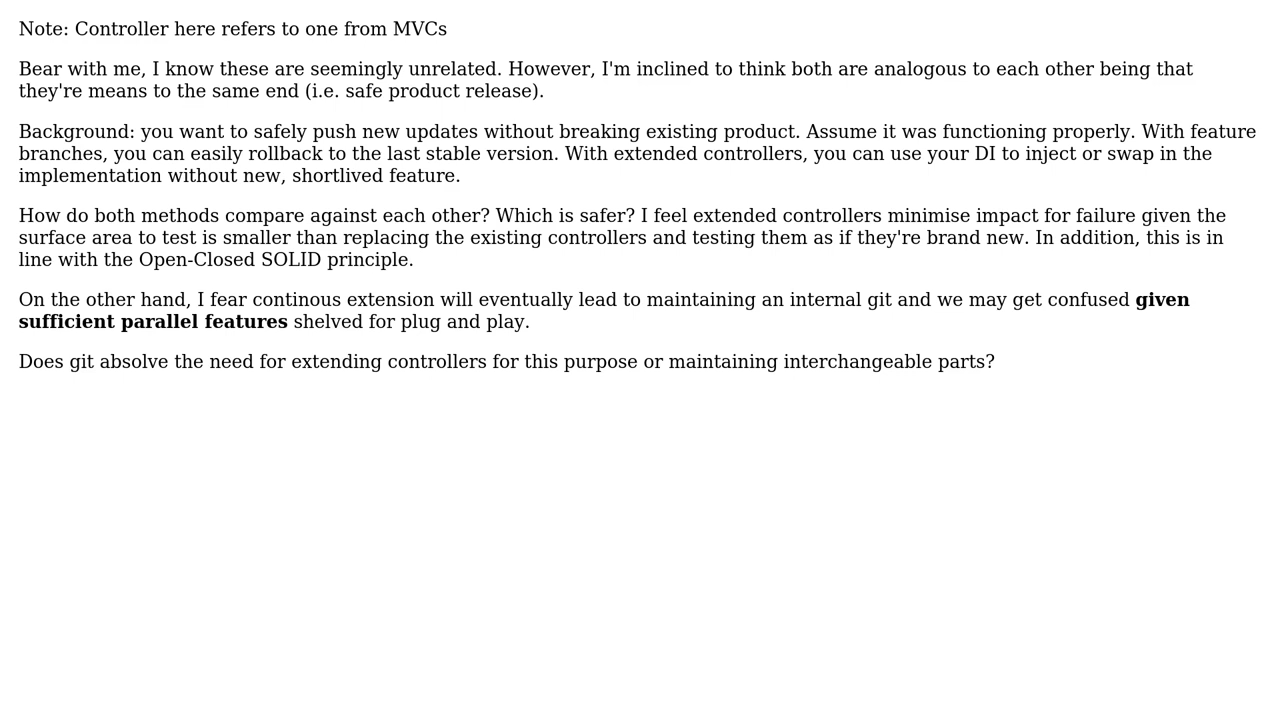 Note: Controller here refers to one from MVCs
Bear with me, I know these are seemingly unrelated. However, I'm inclined to think both are analogous to each other being that
they're means to the same end (i.e. safe product release).
Background: you want to safely push new updates without breaking existing product. Assume it was functioning properly. With feature
branches, you can easily rollback to the last stable version. With extended controllers, you can use your DI to inject or swap in the
implementation without new, shortlived feature.
How do both methods compare against each other? Which is safer? I feel extended controllers minimise impact for failure given the
surface area to test is smaller than replacing the existing controllers and testing them as if they're brand new. In addition, this is in
line with the Open-Closed SOLID principle.
On the other hand, I fear continous extension will eventually lead to maintaining an internal git and we may get confused given
sufficient parallel features shelved for plug and play.
Does git absolve the need for extending controllers for this purpose or maintaining interchangeable parts?